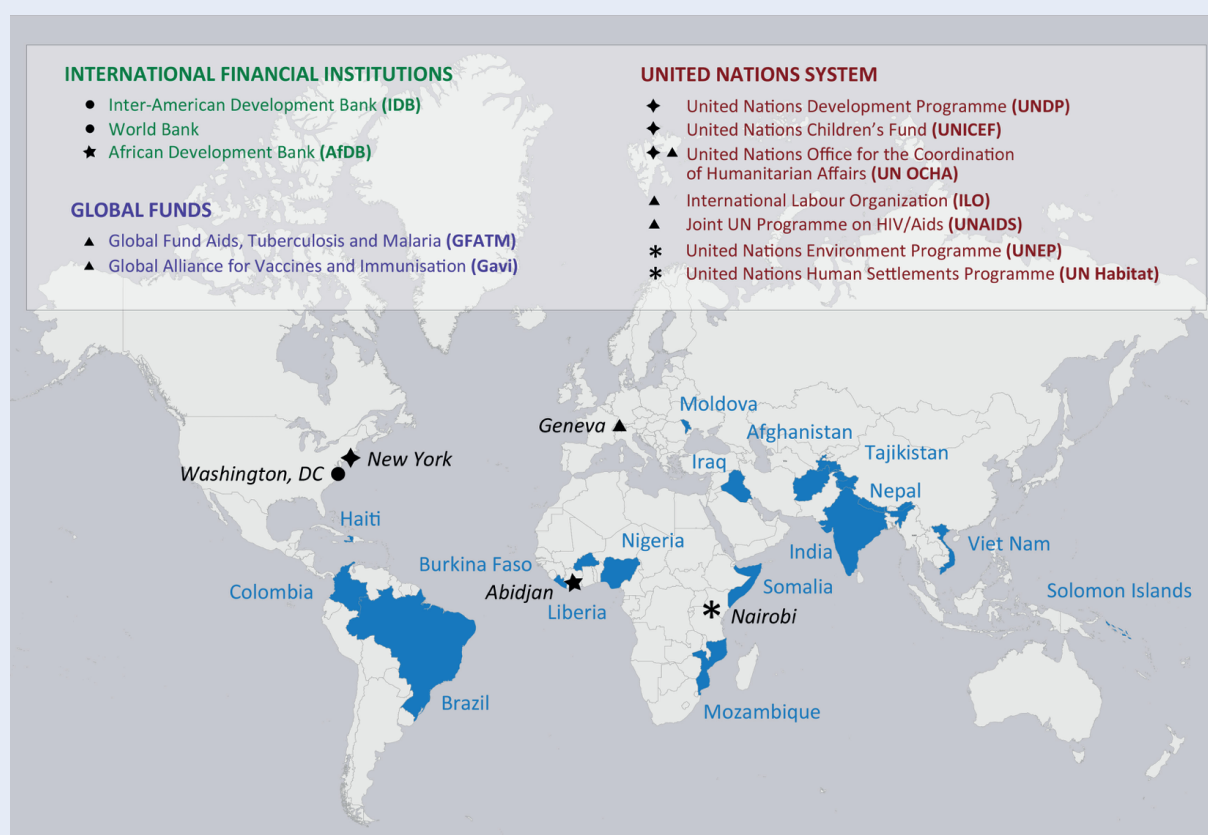 INTERNATIONAL FINANCIAL INSTITUTIONS
Inter-American Development Bank (IDB)
World Bank
African Development Bank (AfDB)
GLOBAL FUNDS
Global Fund Aids, Tuberculosis and Malaria (GFATM)
Global Alliance for Vaccines and Immunisation (Gavi)
UNITED NATIONS SYSTEM
United Nations Development Programme (UNDP)
United Nations Children's Fund (UNICEF)
United Nations Office for the Coordination
of Humanitarian Affairs (UN OCHA)
International Labour Organization (ILO)
Joint UN Programme on HIV/Aids (UNAIDS)
United Nations Environment Programme (UNEP)
United Nations Human Settlements Programme (UN Habitat)
Moldova
Geneva
Afghanistan
Tajikistan
New York
Iraq
Washington, DC
Nepal
Haiti
Nigeria
Viet Nam
India
Burkina Faso
Somalia
Colombia
Abidjan
Solomon Islands
Liberia
Nairobi
Brazil
Mozambique